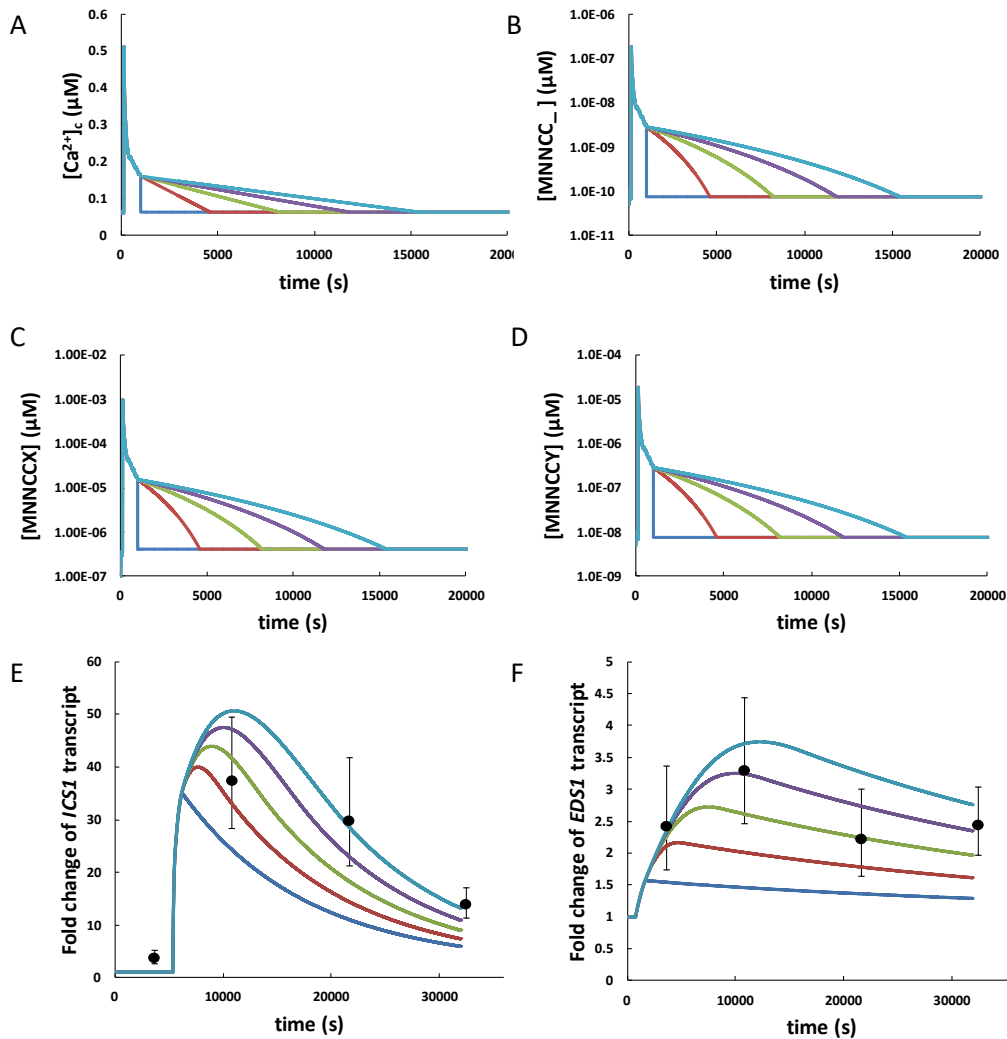 A
[Ca²⁺]c (µM)
0.6
0.5
0.4
0.3
0.2
0.1
0
0
5000
10000
15000
20000
time (s)
B
[MNNCC_] (µM)
1.0E-06
1.0E-07
1.0E-08
1.0E-09
1.0E-10
1.0E-11
0
5000
10000
15000
20000
time (s)
C
[MNNCCX] (µM)
1.00E-02
1.00E-03
1.00E-04
1.00E-05
1.00E-06
1.00E-07
0
5000
10000
15000
20000
time (s)
D
[MNNCCY] (µM)
1.00E-04
1.00E-05
1.00E-06
1.00E-07
1.00E-08
1.00E-09
0
5000
10000
15000
20000
time (s)
E
Fold change of ICS1 transcript
60
50
40
30
20
10
0
0
10000
20000
30000
time (s)
F
Fold change of EDS1 transcript
5
4.5
4
3.5
3
2.5
2
1.5
1
0.5
0
0
10000
20000
30000
time (s)